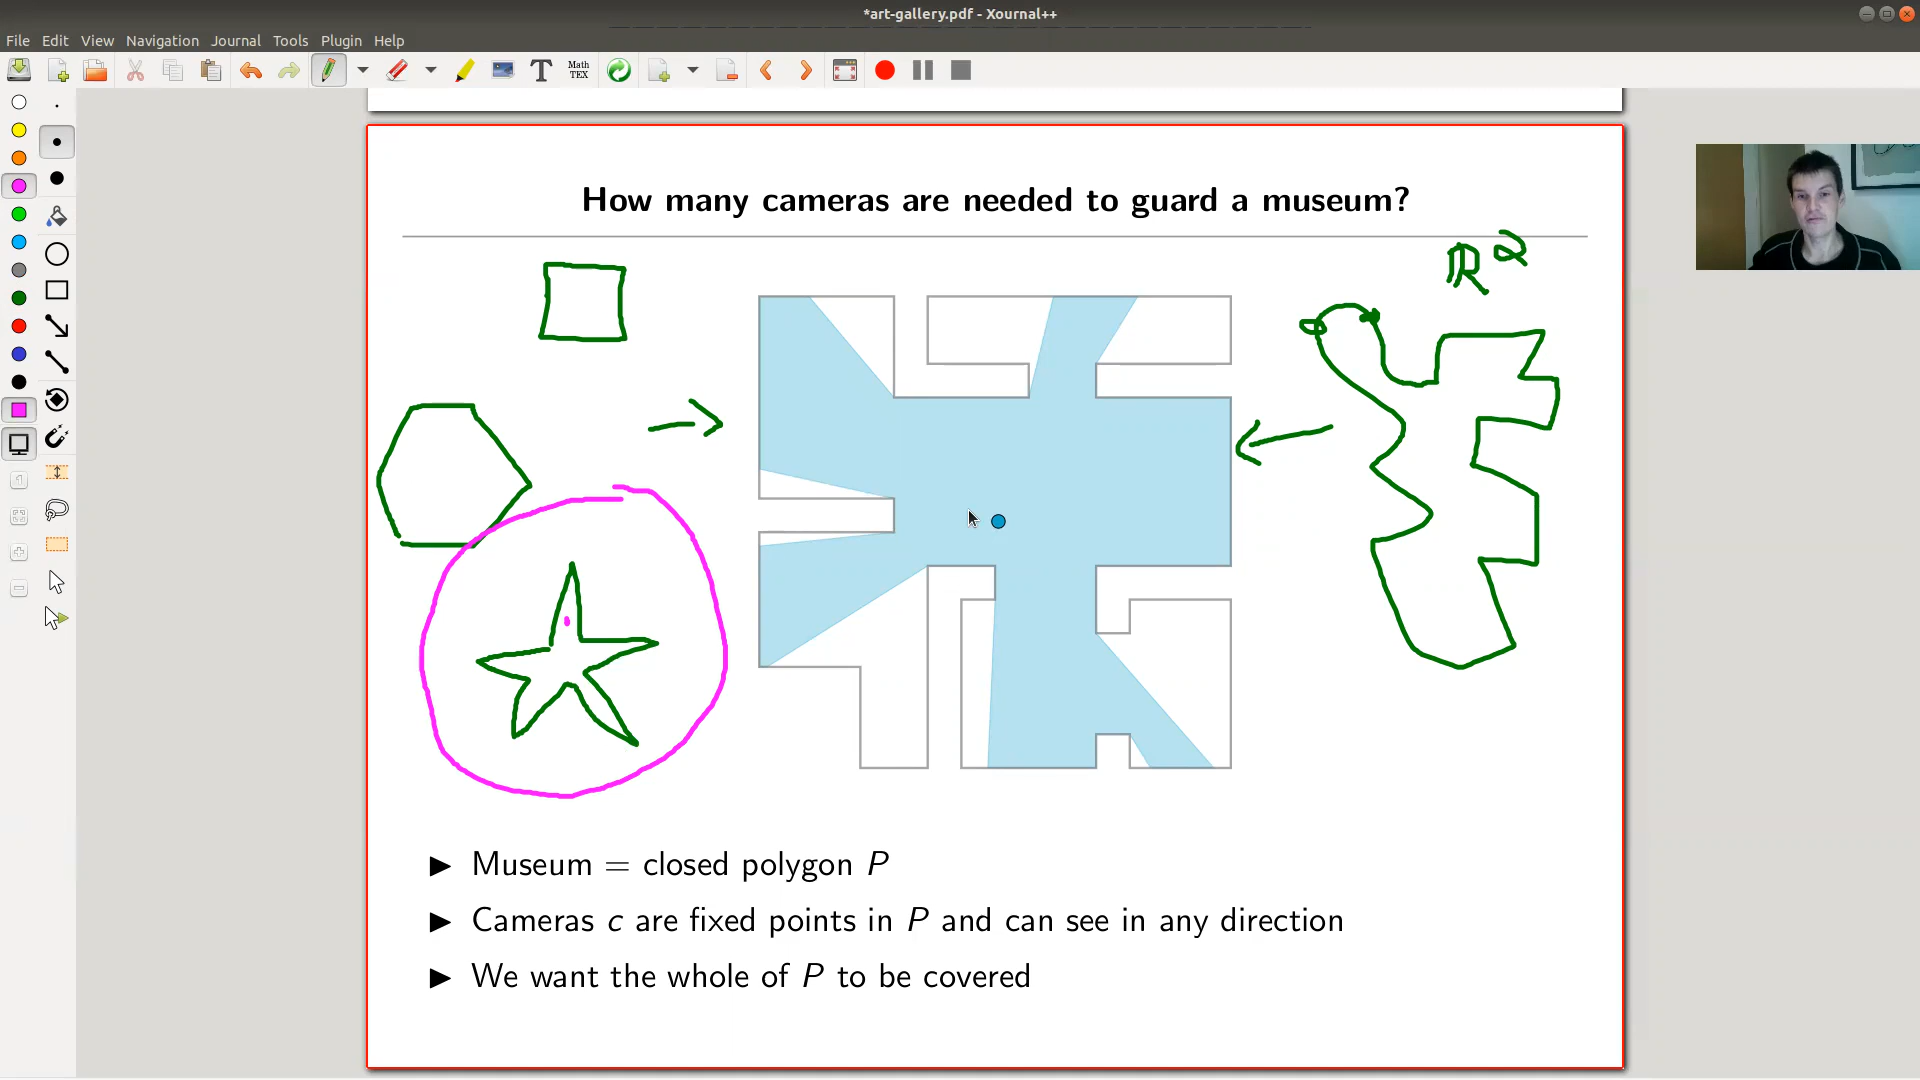 *art-gallery.pdf - Xournal++
File Edit View Navigation Journal Tools Plugin Help
Math
TEX
How many cameras are needed to guard a museum?
ℝ²
▶ Museum = closed polygon P
▶ Cameras c are fixed points in P and can see in any direction
▶ We want the whole of P to be covered